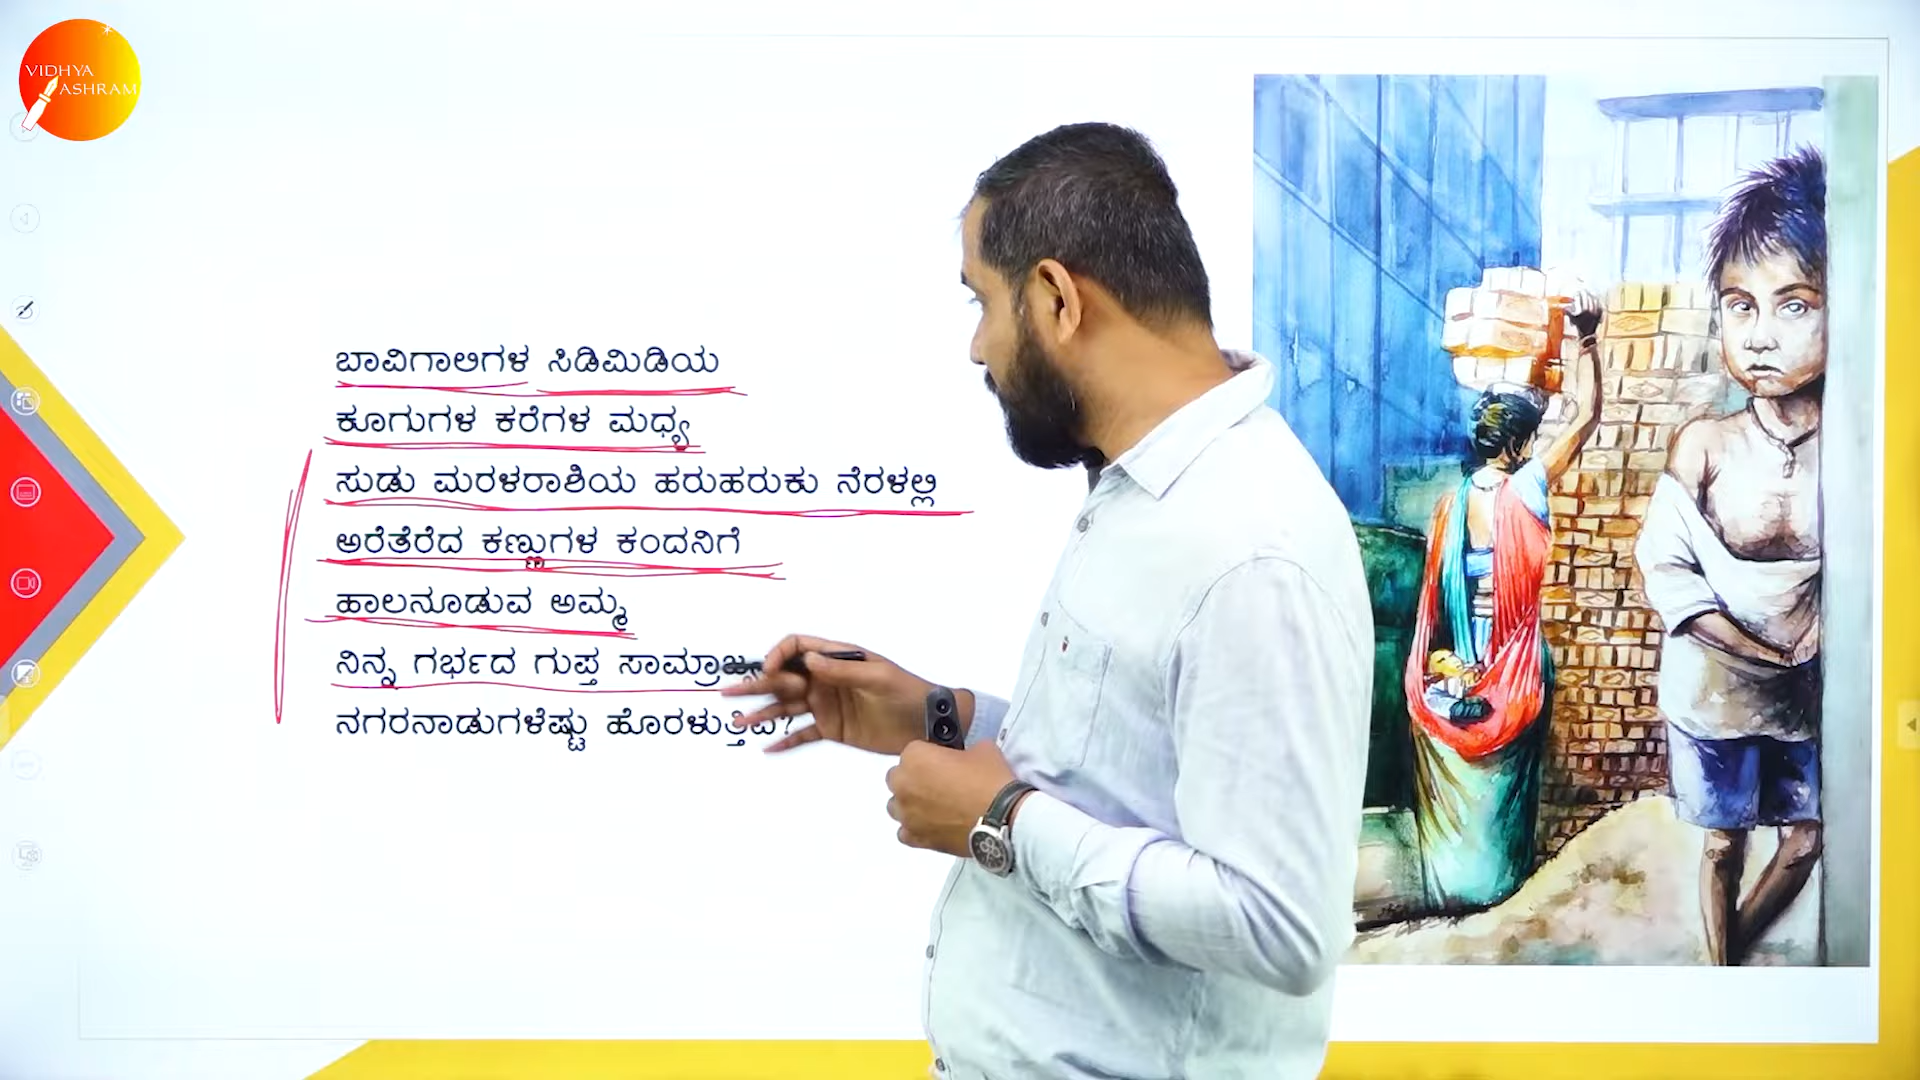 VIDHYA
ASHRAM
ಬಾವಿಗಾಲಿಗಳ ಸಿಡಿಮಿಡಿಯ
ಕೂಗುಗಳ ಕರೆಗಳ ಮಧ್ಯ
ಸುಡು ಮರಳರಾಶಿಯ ಹರುಹರುಕು ನೆರಳಲ್ಲಿ
ಅರೆತೆರೆದ ಕಣ್ಣುಗಳ ಕಂದನಿಗೆ
ಹಾಲನೂಡುವ ಅಮ್ಮ
ನಿನ್ನ ಗರ್ಭದ ಗುಪ್ತ
ನಗರನಾಡುಗಳೆಷ್ಟು